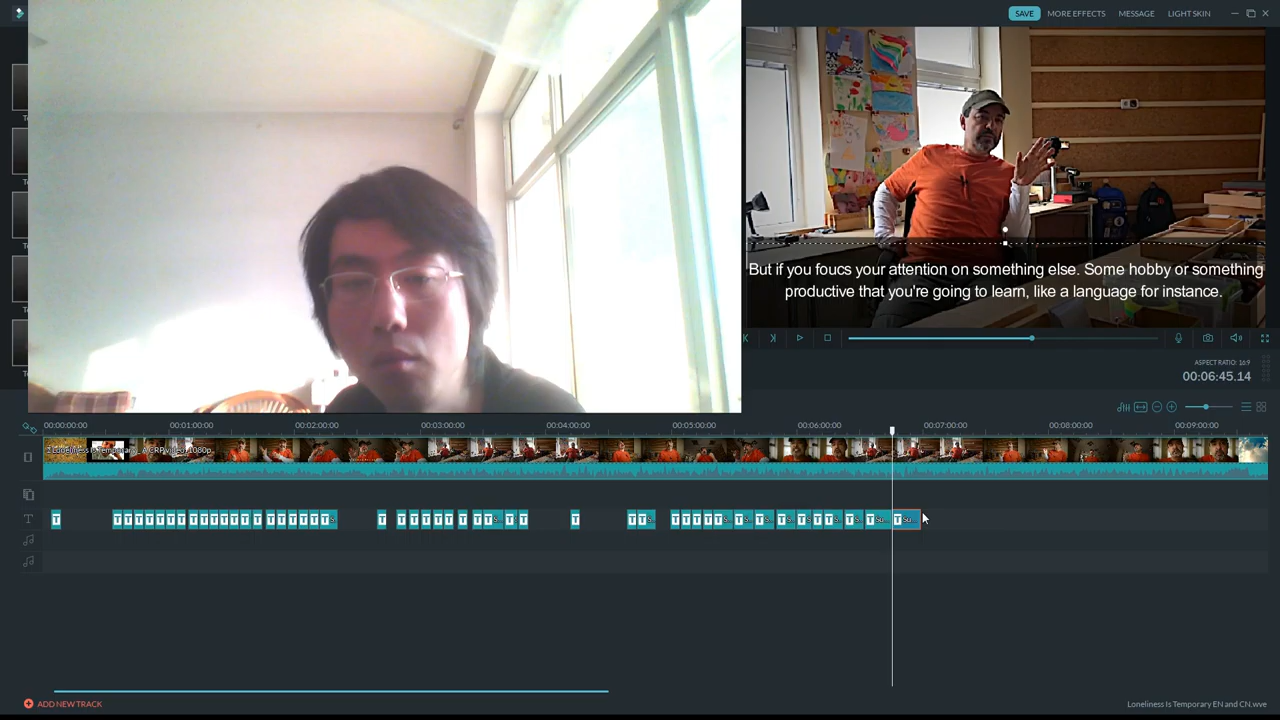 SAVE
MORE EFFECTS
MESSAGE
LIGHT SKIN
But if you foucs your attention on something else. Some hobby or something
productive that you're going to learn, like a language for instance.
ASPECT RATIO: 16:9
00:06:45.14
00:00:00:00
00:01:00:00
00:02:00:00
00:03:00:00
00:04:00:00
00:05:00:00
00:06:00:00
00:07:00:00
00:08:00:00
00:09:00:00
Loneliness Is Temporary
1080p
ADD NEW TRACK
Loneliness Is Temporary EN and CN.wve